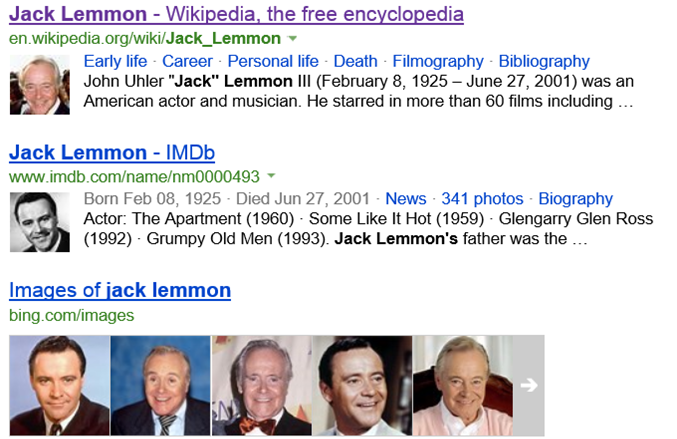 Jack Lemmon - Wikipedia, the free encyclopedia
en.wikipedia.org/wiki/Jack_Lemmon
Early life · Career · Personal life · Death · Filmography · Bibliography
John Uhler "Jack" Lemmon III (February 8, 1925 – June 27, 2001) was an
American actor and musician. He starred in more than 60 films including …
Jack Lemmon - IMDb
www.imdb.com/name/nm0000493
Born Feb 08, 1925 · Died Jun 27, 2001 · News · 341 photos · Biography
Actor: The Apartment (1960) · Some Like It Hot (1959) · Glengarry Glen Ross
(1992) · Grumpy Old Men (1993). Jack Lemmon's father was the …
Images of jack lemmon
bing.com/images